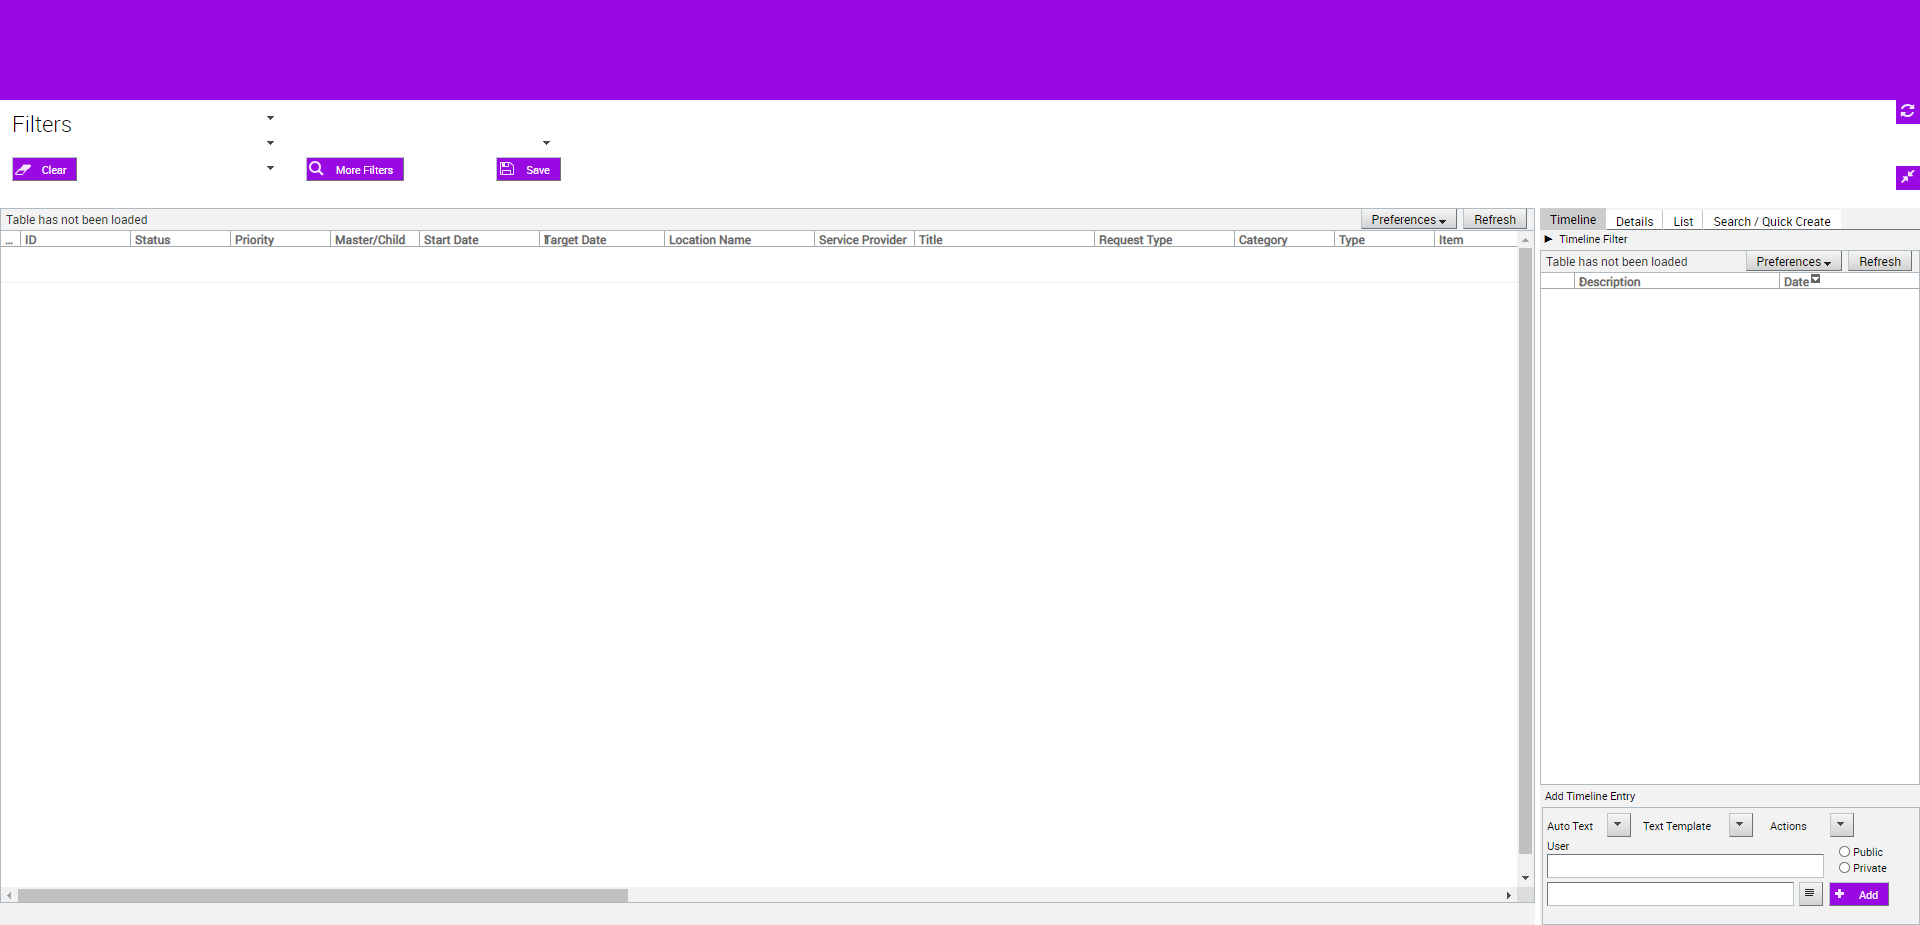 Filters
Clear
More Filters
Save
Table has not been loaded
Preferences
Refresh
... ID Status Priority Master/Child Start Date Target Date Location Name Service Provider Title Request Type Category Type Item
Timeline Details List Search / Quick Create
Timeline Filter
Table has not been loaded
Preferences
Refresh
Description Date
Add Timeline Entry
Auto Text Text Template Actions
User
Public
Private
Add